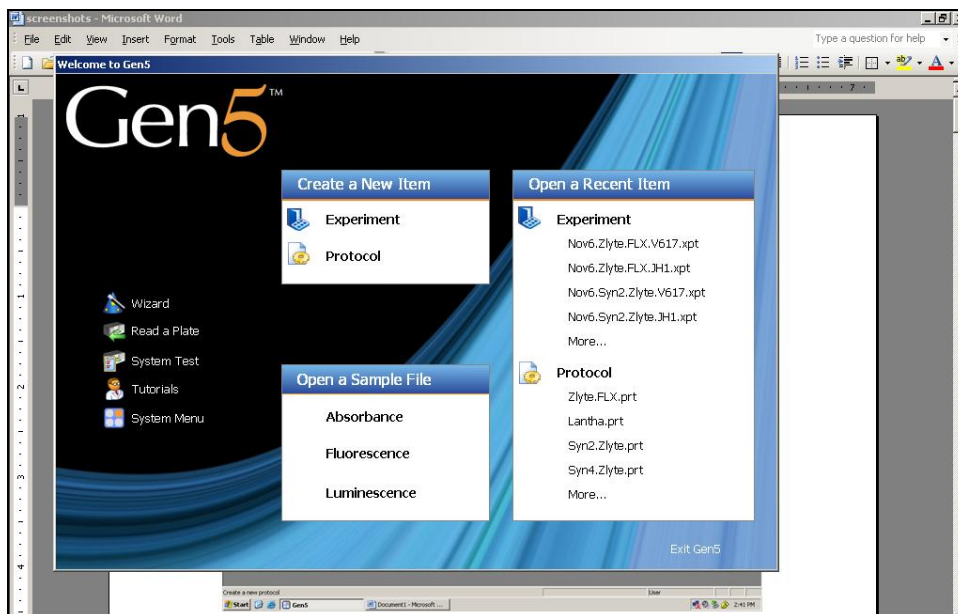 screenshots - Microsoft Word
File Edit View Insert Format Tools Table Window Help
Type a question for help
Welcome to Gen5
Gen5™
Create a New Item
Experiment
Protocol
Wizard
Read a Plate
System Test
Tutorials
System Menu
Open a Sample File
Absorbance
Fluorescence
Luminescence
Open a Recent Item
Experiment
Nov6.Zlyte.FLX.V617.xpt
Nov6.Zlyte.FLX.JH1.xpt
Nov6.Syn2.Zlyte.V617.xpt
Nov6.Syn2.Zlyte.JH1.xpt
More...
Protocol
Zlyte.FLX.prt
Lantha.prt
Syn2.Zlyte.prt
Syn4.Zlyte.prt
More...
Exit Gen5
Create a new protocol
User
Start Gen5 Document1 - Microsoft ... 2:41 PM